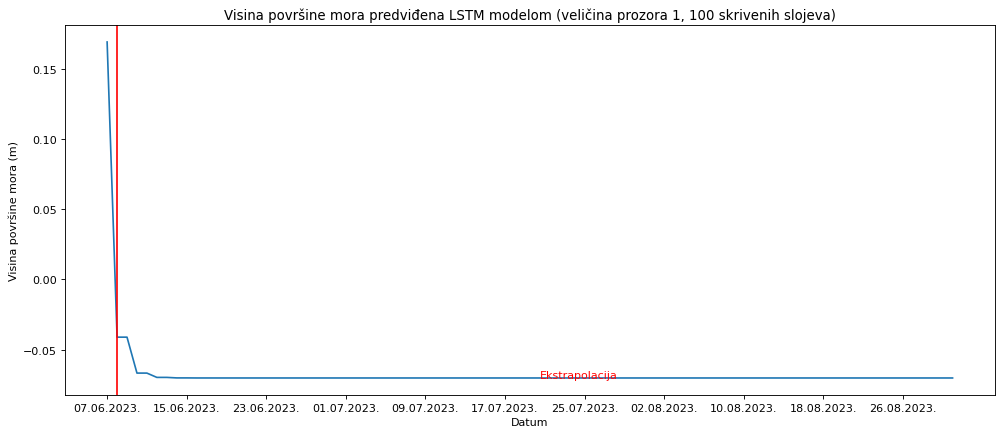 Visina površine mora predviđena LSTM modelom (veličina prozora 1, 100 skrivenih slojeva)
Visina površine mora (m)
0.15
0.10
0.05
0.00
−0.05
Ekstrapolacija
07.06.2023. 15.06.2023. 23.06.2023. 01.07.2023. 09.07.2023. 17.07.2023. 25.07.2023. 02.08.2023. 10.08.2023. 18.08.2023. 26.08.2023.
Datum